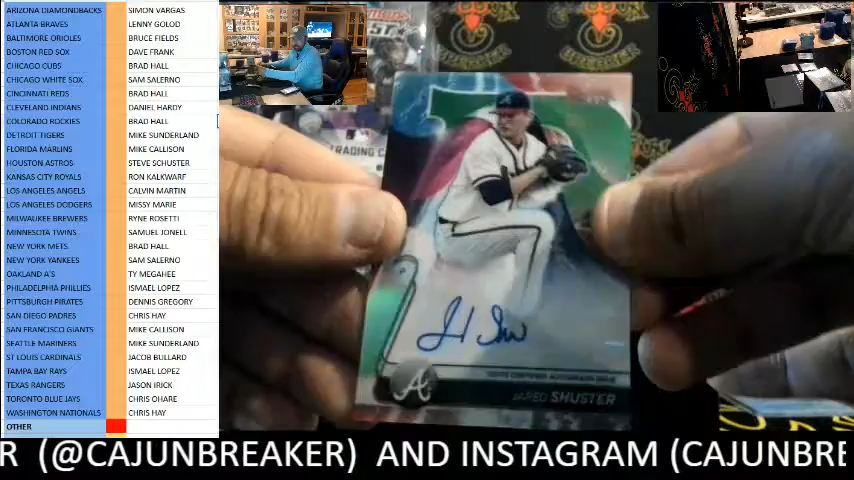 ARIZONA DIAMONDBACKS SIMON VARGAS
ATLANTA BRAVES LENNY GOLOD
BALTIMORE ORIOLES BRUCE FIELDS
BOSTON RED SOX DAVE FRANK
CHICAGO CUBS BRAD HALL
CHICAGO WHITE SOX SAM SALERNO
CINCINNATI REDS BRAD HALL
CLEVELAND INDIANS DANIEL HARDY
COLORADO ROCKIES BRAD HALL
DETROIT TIGERS MIKE SUNDERLAND
FLORIDA MARLINS MIKE CALLISON
HOUSTON ASTROS STEVE SCHUSTER
KANSAS CITY ROYALS RON KALKWARF
LOS ANGELES ANGELS CALVIN MARTIN
LOS ANGELES DODGERS MISSY MARIE
MILWAUKEE BREWERS RYNE ROSETTI
MINNESOTA TWINS SAMUEL JONELL
NEW YORK METS BRAD HALL
NEW YORK YANKEES SAM SALERNO
OAKLAND A'S TY MEGAHEE
PHILADELPHIA PHILLIES ISMAEL LOPEZ
PITTSBURGH PIRATES DENNIS GREGORY
SAN DIEGO PADRES CHRIS HAY
SAN FRANCISCO GIANTS MIKE CALLISON
SEATTLE MARINERS MIKE SUNDERLAND
ST LOUIS CARDINALS JACOB BULLARD
TAMPA BAY RAYS ISMAEL LOPEZ
TEXAS RANGERS JASON IRICK
TORONTO BLUE JAYS CHRIS OHARE
WASHINGTON NATIONALS CHRIS HAY
OTHER
TRADING C
TOPPS CERTIFIED AUTOGRAPH ISSUE
JARED SHUSTER
A
R (@CAJUNBREAKER) AND INSTAGRAM (CAJUNBRE